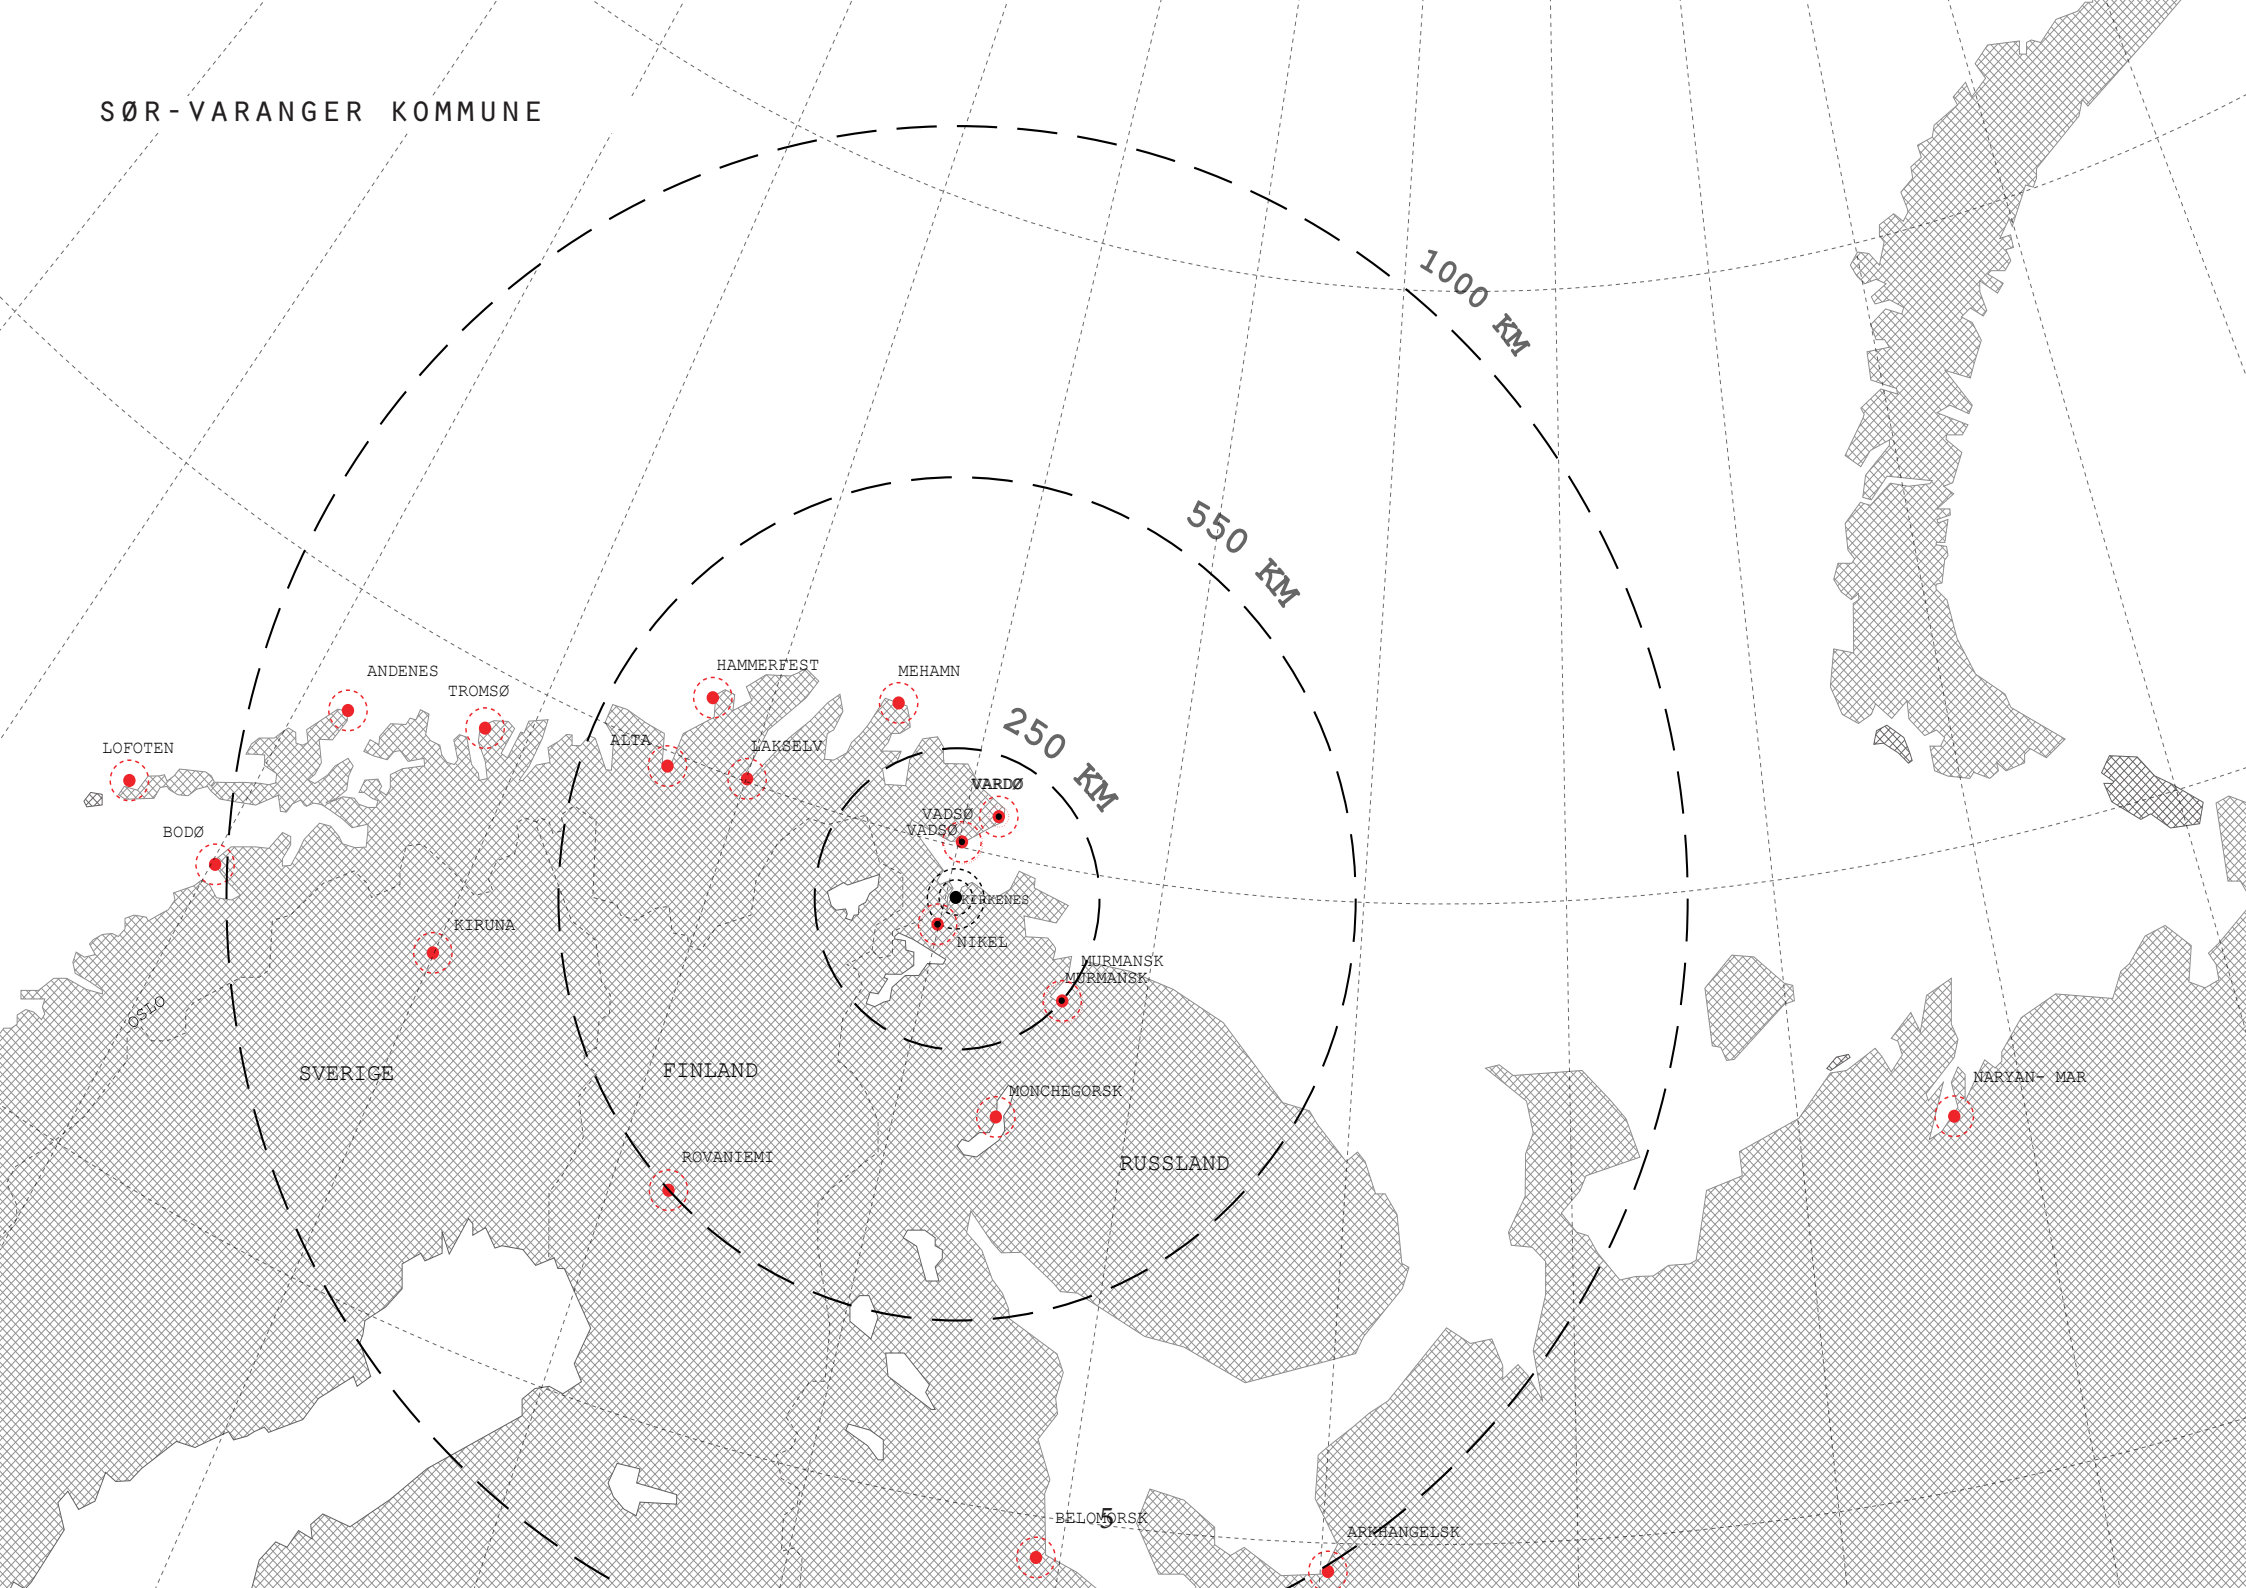 SØR-VARANGER KOMMUNE
1000 KM
550 KM
250 KM
ANDENES
TROMSØ
HAMMERFEST
MEHAMN
LOFOTEN
ALTA
LAKSELV
VARDØ
VADSØ
VADSØ
BODØ
KIRKENES
KIRUNA
NIKEL
MURMANSK
MURMANSK
OSLO
SVERIGE
FINLAND
NARYAN- MAR
MONCHEGORSK
ROVANIEMI
RUSSLAND
BELOMORSK
5
ARKHANGELSK